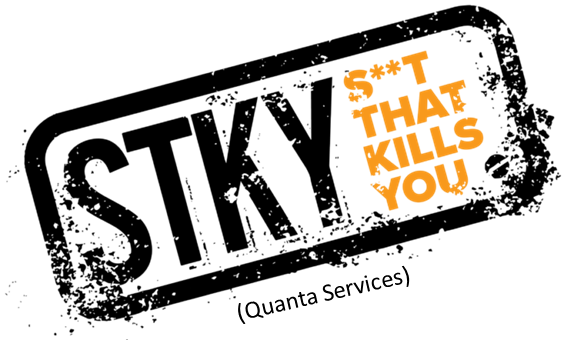 STKY
S**T
THAT
KILLS
YOU
(Quanta Services)